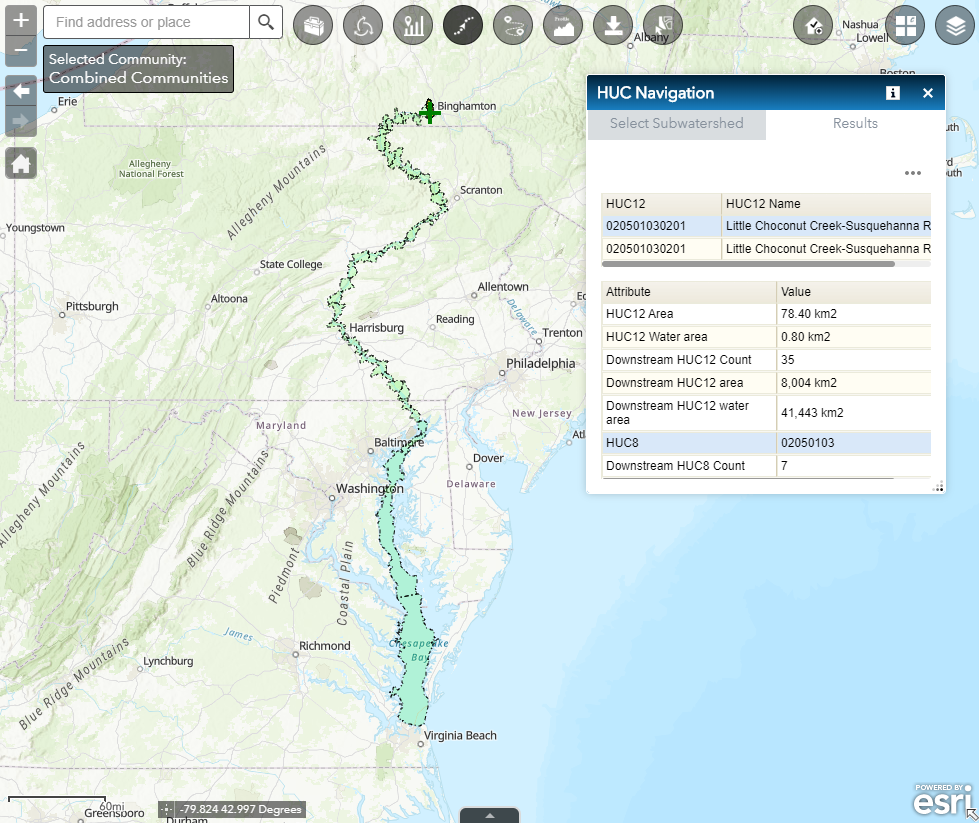 +
Find address or place
−
Selected Community:
Combined Communities
Profile
Albany
Nashua
Lowell
Boston
Erie
Binghamton
HUC Navigation
Select Subwatershed
Results
Allegheny
National Forest
Allegheny Mountains
Scranton
Youngstown
State College
Altoona
Allentown
Pittsburgh
Harrisburg
Reading
Delaware
Trenton
Philadelphia
New Jersey
Maryland
Baltimore
Dover
Delaware
Washington
Allegheny Mountains
Blue Ridge Mountains
Piedmont
Coastal Plain
James
Richmond
Chesapeake
Bay
Lynchburg
Blue Ridge Mountains
Virginia Beach
HUC12 HUC12 Name
020501030201 Little Choconut Creek-Susquehanna R
020501030201 Little Choconut Creek-Susquehanna R
Attribute Value
HUC12 Area 78.40 km2
HUC12 Water area 0.80 km2
Downstream HUC12 Count 35
Downstream HUC12 area 8,004 km2
Downstream HUC12 water
area 41,443 km2
HUC8 02050103
Downstream HUC8 Count 7
60mi
-79.824 42.997 Degrees
Greensboro
Durham
POWERED BY
esri